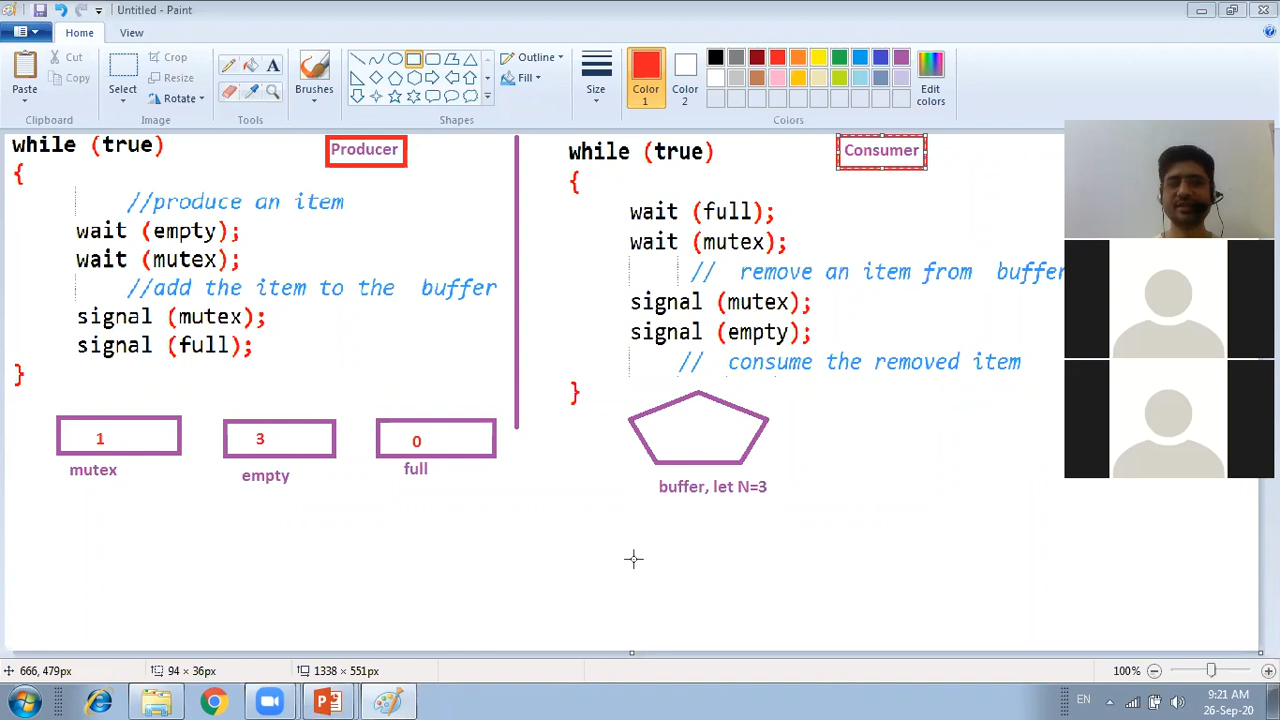 Untitled - Paint
Home
View
Paste
Cut
Copy
Clipboard
Select
Crop
Resize
Rotate
Image
Tools
Brushes
Shapes
Outline
Fill
Size
Color 1
Color 2
Edit colors
Colors
while (true)
{
//produce an item
wait (empty);
wait (mutex);
//add the item to the buffer
signal (mutex);
signal (full);
}
Producer
1
mutex
3
empty
0
full
while (true)
{
wait (full);
wait (mutex);
// remove an item from buffer
signal (mutex);
signal (empty);
// consume the removed item
}
Consumer
buffer, let N=3
666, 479px
94 × 36px
1338 × 551px
100%
EN
9:21 AM
26-Sep-20